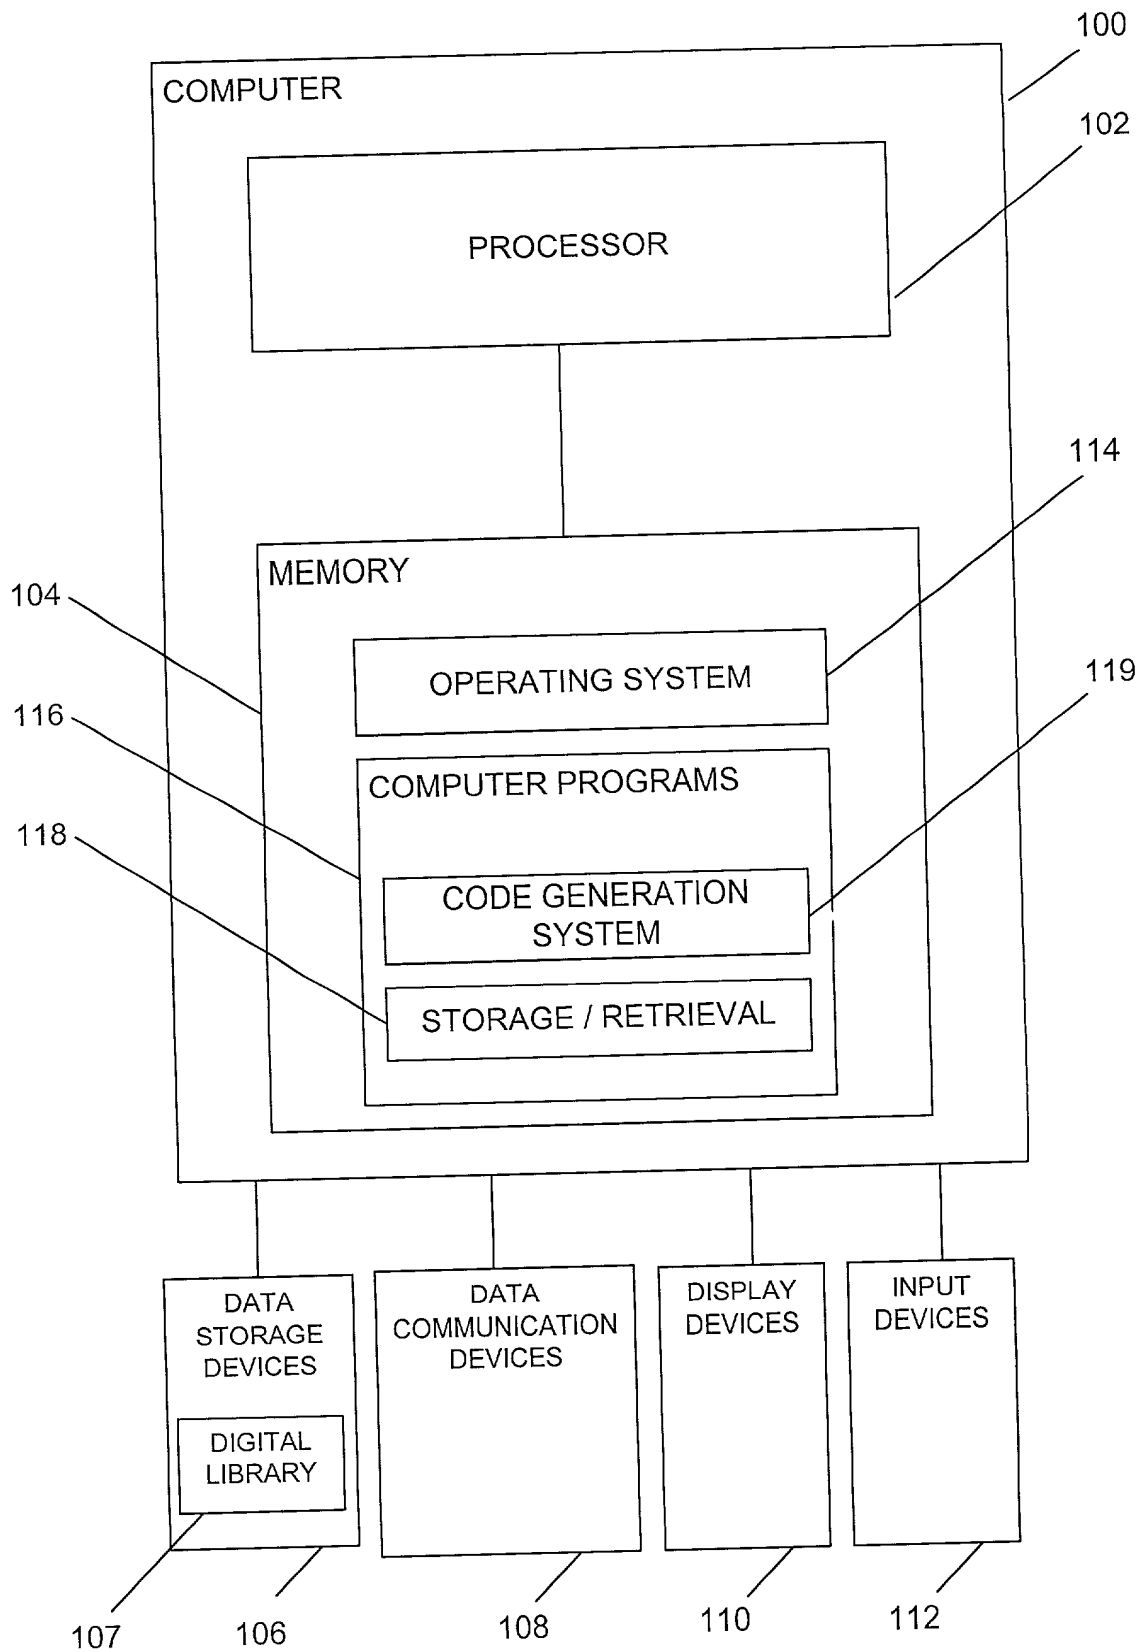 100
COMPUTER
102
PROCESSOR
114
MEMORY
104
OPERATING SYSTEM
119
116
COMPUTER PROGRAMS
118
CODE GENERATION
SYSTEM
STORAGE / RETRIEVAL
DATA
STORAGE
DEVICES
DATA
COMMUNICATION
DEVICES
DISPLAY
DEVICES
INPUT
DEVICES
DIGITAL
LIBRARY
107
106
108
110
112